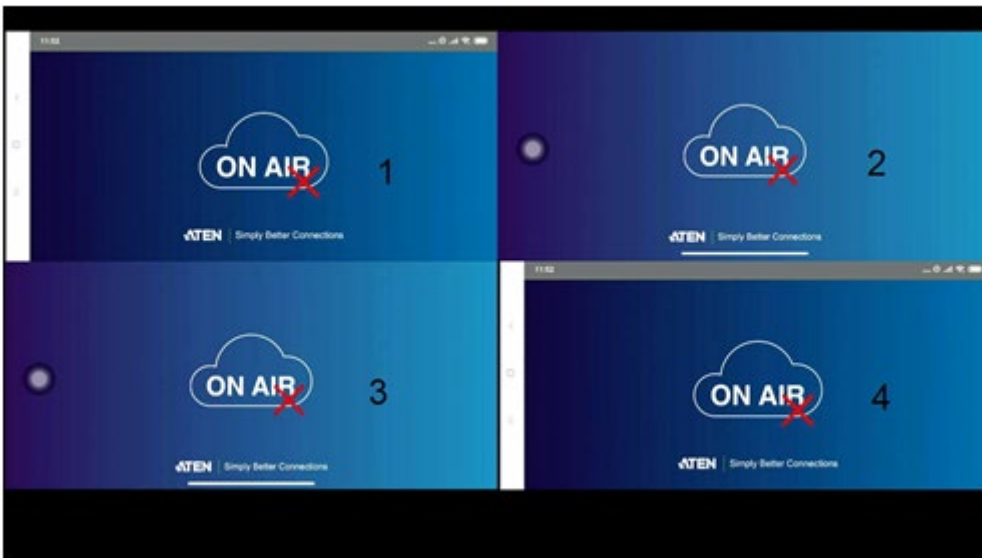 11:52
ON AIR
1
ATEN Simply Better Connections
ON AIR
2
ATEN Simply Better Connections
ON AIR
3
ATEN Simply Better Connections
11:52
ON AIR
4
ATEN Simply Better Connections